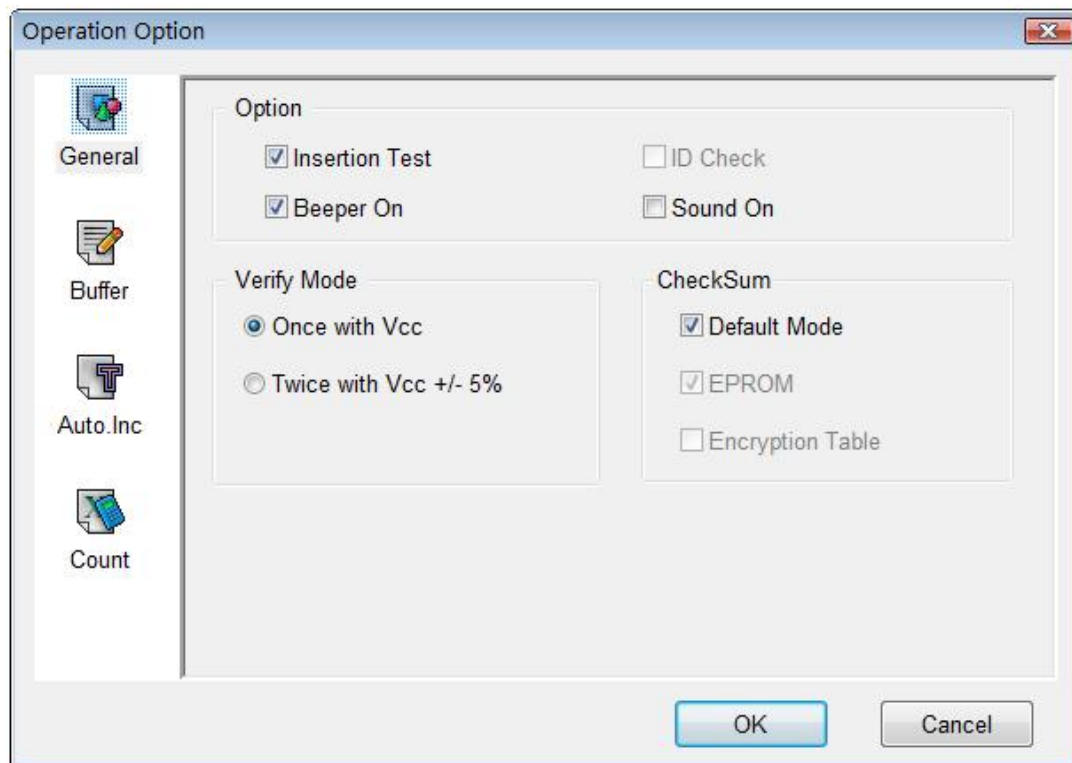 Operation Option
General
Buffer
Auto.Inc
Count
Option
Insertion Test
ID Check
Beeper On
Sound On
Verify Mode
Once with Vcc
Twice with Vcc +/- 5%
CheckSum
Default Mode
EPROM
Encryption Table
OK
Cancel